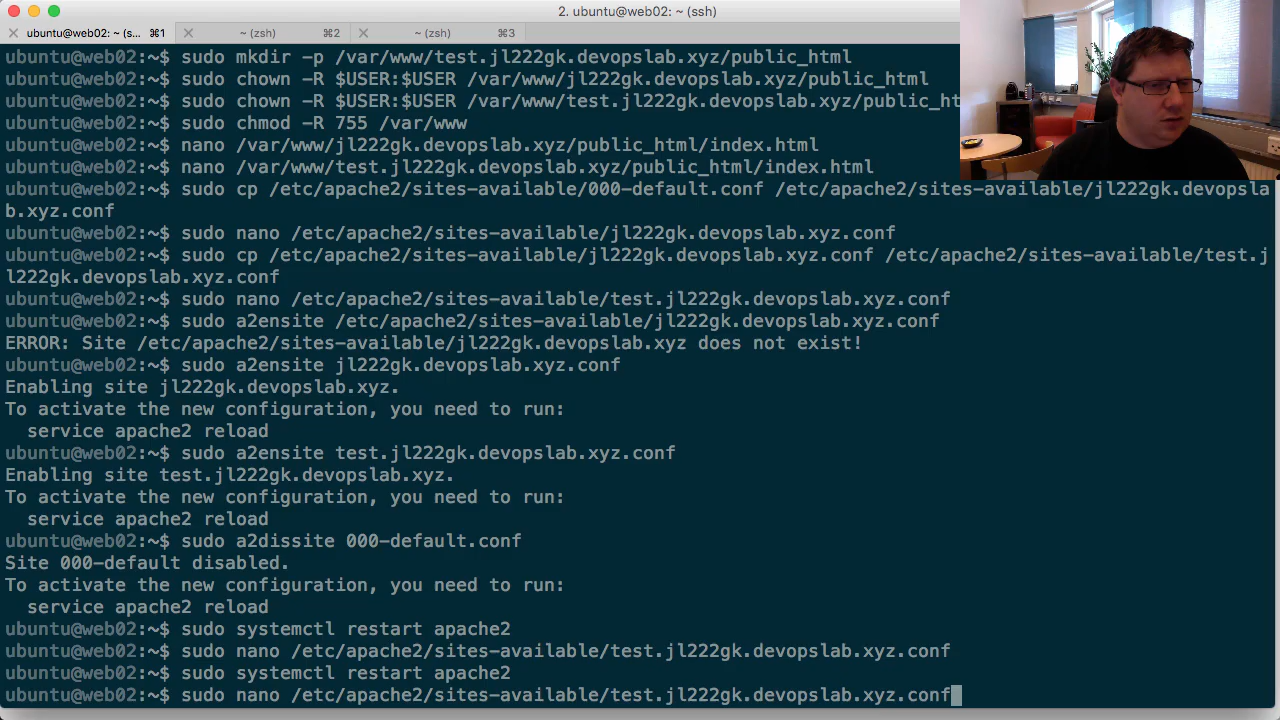 2. ubuntu@web02: ~ (ssh)
ubuntu@web02: ~ (s... ⌘1 ~ (zsh) ⌘2 ~ (zsh) ⌘3
ubuntu@web02:~$ sudo mkdir -p /var/www/test.jl222gk.devopslab.xyz/public_html
ubuntu@web02:~$ sudo chown -R $USER:$USER /var/www/jl222gk.devopslab.xyz/public_html
ubuntu@web02:~$ sudo chown -R $USER:$USER /var/www/test.jl222gk.devopslab.xyz/public_ht
ubuntu@web02:~$ sudo chmod -R 755 /var/www
ubuntu@web02:~$ nano /var/www/jl222gk.devopslab.xyz/public_html/index.html
ubuntu@web02:~$ nano /var/www/test.jl222gk.devopslab.xyz/public_html/index.html
ubuntu@web02:~$ sudo cp /etc/apache2/sites-available/000-default.conf /etc/apache2/sites-available/jl222gk.devopsla
b.xyz.conf
ubuntu@web02:~$ sudo nano /etc/apache2/sites-available/jl222gk.devopslab.xyz.conf
ubuntu@web02:~$ sudo cp /etc/apache2/sites-available/jl222gk.devopslab.xyz.conf /etc/apache2/sites-available/test.j
l222gk.devopslab.xyz.conf
ubuntu@web02:~$ sudo nano /etc/apache2/sites-available/test.jl222gk.devopslab.xyz.conf
ubuntu@web02:~$ sudo a2ensite /etc/apache2/sites-available/jl222gk.devopslab.xyz.conf
ERROR: Site /etc/apache2/sites-available/jl222gk.devopslab.xyz does not exist!
ubuntu@web02:~$ sudo a2ensite jl222gk.devopslab.xyz.conf
Enabling site jl222gk.devopslab.xyz.
To activate the new configuration, you need to run:
  service apache2 reload
ubuntu@web02:~$ sudo a2ensite test.jl222gk.devopslab.xyz.conf
Enabling site test.jl222gk.devopslab.xyz.
To activate the new configuration, you need to run:
  service apache2 reload
ubuntu@web02:~$ sudo a2dissite 000-default.conf
Site 000-default disabled.
To activate the new configuration, you need to run:
  service apache2 reload
ubuntu@web02:~$ sudo systemctl restart apache2
ubuntu@web02:~$ sudo nano /etc/apache2/sites-available/test.jl222gk.devopslab.xyz.conf
ubuntu@web02:~$ sudo systemctl restart apache2
ubuntu@web02:~$ sudo nano /etc/apache2/sites-available/test.jl222gk.devopslab.xyz.conf